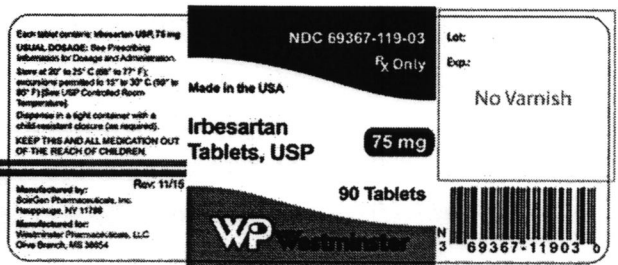 Each tablet contains: Irbesartan USP, 75 mg
USUAL DOSAGE: See Prescribing
Information for Dosage and Administration.
Store at 20° to 25° C (68° to 77° F);
excursions permitted to 15° to 30° C (59° to
86° F) [See USP Controlled Room
Temperature].
Dispense in a tight container with a
child-resistant closure (as required).
KEEP THIS AND ALL MEDICATION OUT
OF THE REACH OF CHILDREN.
Rev: 11/15
Manufactured by:
ScieGen Pharmaceuticals, Inc.
Hauppauge, NY 11788
Manufactured for:
Westminster Pharmaceuticals, LLC
Olive Branch, MS 38654
NDC 69367-119-03
Rx Only
Made in the USA
Irbesartan
Tablets, USP
75 mg
90 Tablets
WP Westminster
Lot:
Exp.:
No Varnish
N
3 69367-11903 0